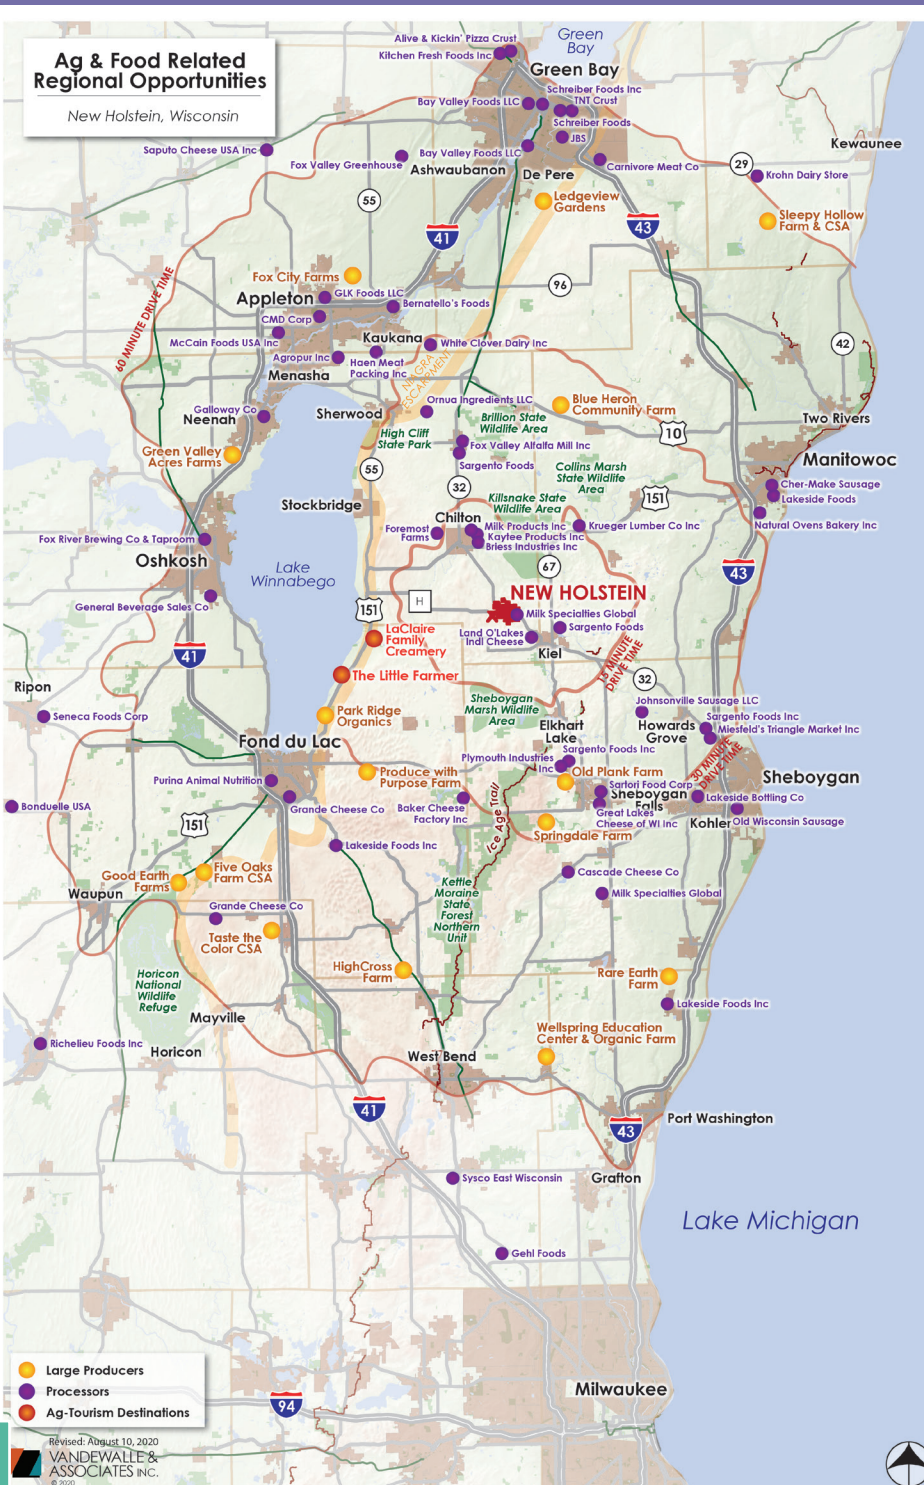 Ag & Food Related
Regional Opportunities
New Holstein, Wisconsin
Green
Bay
Alive & Kickin' Pizza Crust
Kitchen Fresh Foods Inc
Green Bay
Schreiber Foods Inc
Bay Valley Foods LLC
TNT Crust
Schreiber Foods
JBS
Kewaunee
Saputo Cheese USA Inc
Bay Valley Foods LLC
Fox Valley Greenhouse
Ashwaubanon
De Pere
Carnivore Meat Co
29
Krohn Dairy Store
55
Ledgeview
Gardens
43
Sleepy Hollow
Farm & CSA
41
Fox City Farms
96
60 MINUTE DRIVE TIME
Appleton
GLK Foods LLC
Bernatello's Foods
CMD Corp
McCain Foods USA Inc
Kaukana
White Clover Dairy Inc
42
Agropur Inc
Haen Meat
Packing Inc
Menasha
NIAGRA
ESCARPMENT
Galloway Co
Neenah
Sherwood
Ornua Ingredients LLC
Blue Heron
Community Farm
Two Rivers
High Cliff
State Park
Brillion State
Wildlife Area
10
Green Valley
Acres Farms
Fox Valley Alfalfa Mill Inc
Sargento Foods
Manitowoc
55
Collins Marsh
State Wildlife
Area
32
151
Cher-Make Sausage
Lakeside Foods
Stockbridge
Killsnake State
Wildlife Area
Natural Ovens Bakery Inc
Chilton
Foremost
Farms
Milk Products Inc
Kaytee Products Inc
Briess Industries Inc
Krueger Lumber Co Inc
Fox River Brewing Co & Taproom
Oshkosh
Lake
Winnabego
67
43
NEW HOLSTEIN
General Beverage Sales Co
151
H
Milk Specialties Global
LaClaire
Family
Creamery
Land O'Lakes
Indl Cheese
Sargento Foods
Kiel
41
15 MINUTE
DRIVE TIME
The Little Farmer
32
Ripon
Seneca Foods Corp
Park Ridge
Organics
Sheboygan
Marsh Wildlife
Area
Johnsonville Sausage LLC
Elkhart
Lake
Howards
Grove
Sargento Foods Inc
Miesfeld's Triangle Market Inc
Fond du Lac
Sargento Foods Inc
Plymouth Industries
Inc
30 MINUTE
DRIVE TIME
Produce with
Purpose Farm
Old Plank Farm
Sheboygan
Purina Animal Nutrition
Sartori Food Corp
Sheboygan
Falls
Lakeside Bottling Co
Bonduelle USA
Grande Cheese Co
Baker Cheese
Factory Inc
Great Lakes
Cheese of WI Inc
Kohler
Old Wisconsin Sausage
151
Ice Age Trail
Springdale Farm
Lakeside Foods Inc
Five Oaks
Farm CSA
Good Earth
Farms
Cascade Cheese Co
Waupun
Kettle
Moraine
State
Forest
Northern
Unit
Milk Specialties Global
Grande Cheese Co
Taste the
Color CSA
HighCross
Farm
Rare Earth
Farm
Horicon
National
Wildlife
Refuge
Lakeside Foods Inc
Mayville
Wellspring Education
Center & Organic Farm
Richelieu Foods Inc
Horicon
West Bend
41
43
Port Washington
Sysco East Wisconsin
Grafton
Lake Michigan
Gehl Foods
Large Producers
Processors
Ag-Tourism Destinations
94
Milwaukee
Revised: August 10, 2020
VANDEWALLE &
ASSOCIATES INC.
© 2020